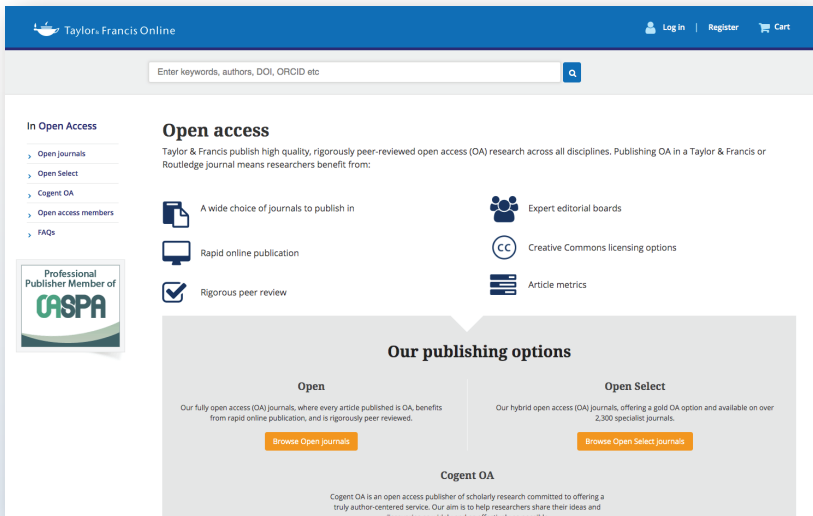 Taylor & Francis Online
Log in | Register Cart
Enter keywords, authors, DOI, ORCID etc
In Open Access
Open journals
Open Select
Cogent OA
Open access members
FAQs
Professional
Publisher Member of
OASPA
Open access
Taylor & Francis publish high quality, rigorously peer-reviewed open access (OA) research across all disciplines. Publishing OA in a Taylor & Francis or
Routledge journal means researchers benefit from:
A wide choice of journals to publish in
Expert editorial boards
Rapid online publication
CC
Creative Commons licensing options
Rigorous peer review
Article metrics
Our publishing options
Open
Our fully open access (OA) journals, where every article published is OA, benefits
from rapid online publication, and is rigorously peer reviewed.
Browse Open journals
Open Select
Our hybrid open access (OA) journals, offering a gold OA option and available on over
2,300 specialist journals.
Browse Open Select journals
Cogent OA
Cogent OA is an open access publisher of scholarly research committed to offering a
truly author-centered service. Our aim is to help researchers share their ideas and